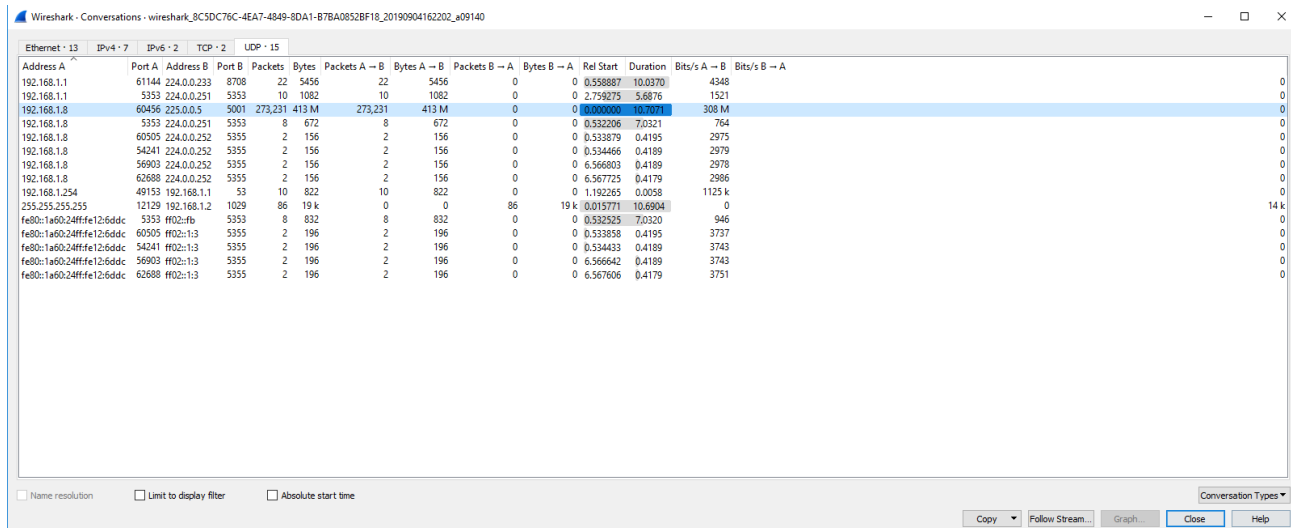 Wireshark · Conversations · wireshark_8C5DC76C-4EA7-4849-8DA1-B7BA0852BF18_20190904162202_a09140
Ethernet · 13 IPv4 · 7 IPv6 · 2 TCP · 2 UDP · 15
Address A Port A Address B Port B Packets Bytes Packets A → B Bytes A → B Packets B → A Bytes B → A Rel Start Duration Bits/s A → B Bits/s B → A
192.168.1.1 61144 224.0.0.233 8708 22 5456 22 5456 0 0 0.558887 10.0370 4348 0
192.168.1.1 5353 224.0.0.251 5353 10 1082 10 1082 0 0 2.759275 5.6876 1521 0
192.168.1.8 60456 225.0.0.5 5001 273,231 413 M 273,231 413 M 0 0 0.000000 10.7071 308 M 0
192.168.1.8 5353 224.0.0.251 5353 8 672 8 672 0 0 0.532206 7.0321 764 0
192.168.1.8 60505 224.0.0.252 5355 2 156 2 156 0 0 0.533879 0.4195 2975 0
192.168.1.8 54241 224.0.0.252 5355 2 156 2 156 0 0 0.534466 0.4189 2979 0
192.168.1.8 56903 224.0.0.252 5355 2 156 2 156 0 0 6.566803 0.4189 2978 0
192.168.1.8 62688 224.0.0.252 5355 2 156 2 156 0 0 6.567725 0.4179 2986 0
192.168.1.254 49153 192.168.1.1 53 10 822 10 822 0 0 1.192265 0.0058 1125 k 0
255.255.255.255 12129 192.168.1.2 1029 86 19 k 0 0 86 19 k 0.015771 10.6904 0 14 k
fe80::1a60:24ff:fe12:6ddc 5353 ff02::fb 5353 8 832 8 832 0 0 0.532525 7.0320 946 0
fe80::1a60:24ff:fe12:6ddc 60505 ff02::1:3 5355 2 196 2 196 0 0 0.533858 0.4195 3737 0
fe80::1a60:24ff:fe12:6ddc 54241 ff02::1:3 5355 2 196 2 196 0 0 0.534433 0.4189 3743 0
fe80::1a60:24ff:fe12:6ddc 56903 ff02::1:3 5355 2 196 2 196 0 0 6.566642 0.4189 3743 0
fe80::1a60:24ff:fe12:6ddc 62688 ff02::1:3 5355 2 196 2 196 0 0 6.567606 0.4179 3751 0
Name resolution Limit to display filter Absolute start time Conversation Types
Copy Follow Stream... Graph... Close Help